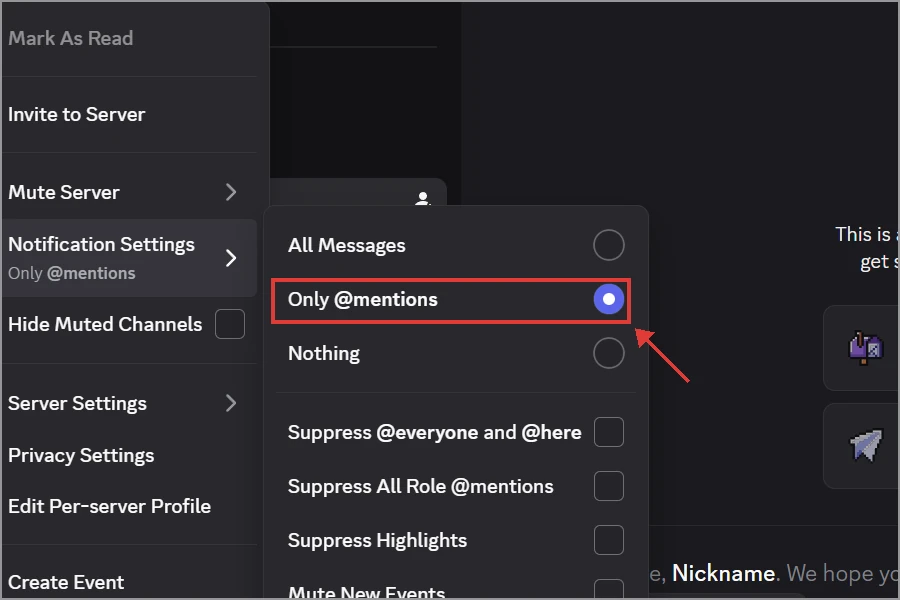 Mark As Read
Invite to Server
Mute Server
Notification Settings
Only @mentions
Hide Muted Channels
Server Settings
Privacy Settings
Edit Per-server Profile
Create Event
All Messages
Only @mentions
Nothing
Suppress @everyone and @here
Suppress All Role @mentions
Suppress Highlights
Mute New Events
This is
get
e, Nickname. We hope yo